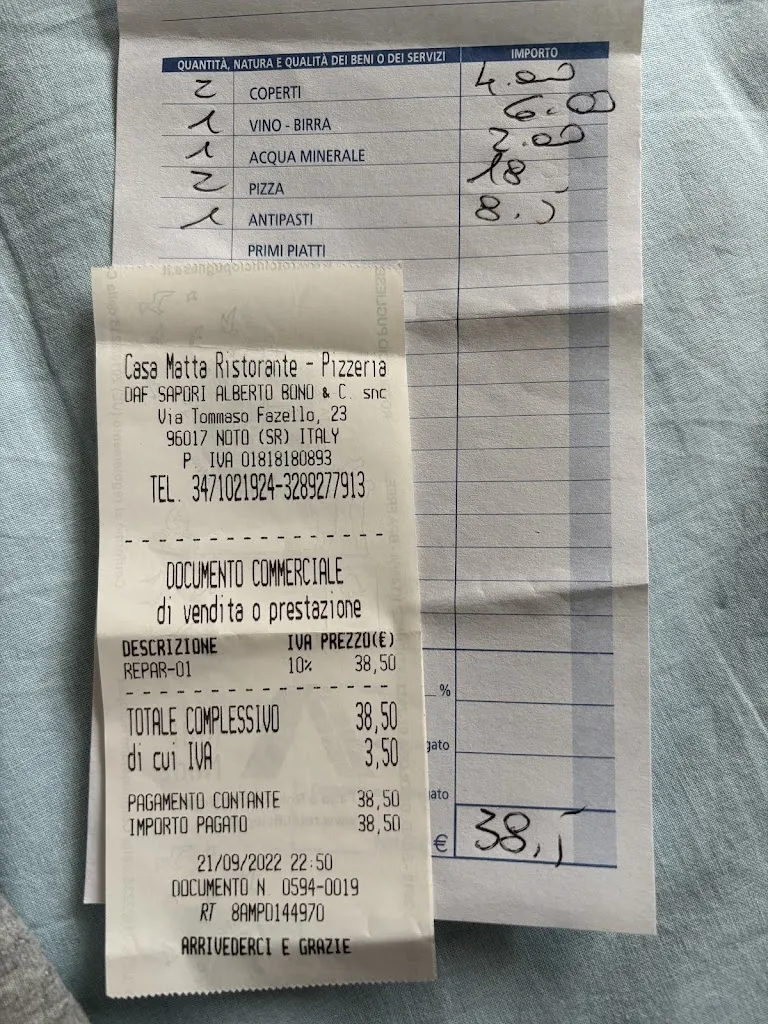 QUANTITÀ, NATURA E QUALITÀ DEI BENI O DEI SERVIZI IMPORTO
2 COPERTI 4.00
1 VINO - BIRRA 6.00
1 ACQUA MINERALE 2.00
2 PIZZA 18
1 ANTIPASTI 8.5
PRIMI PIATTI
%
€ 38,5
Casa Matta Ristorante - Pizzeria
DAF SAPORI ALBERTO BONO & C. snc
Via Tommaso Fazello, 23
96017 NOTO (SR) ITALY
P. IVA 01818180893
TEL. 3471021924-3289277913
DOCUMENTO COMMERCIALE
di vendita o prestazione
DESCRIZIONE IVA PREZZO(€)
REPAR-01 10% 38,50
TOTALE COMPLESSIVO 38,50
di cui IVA 3,50
PAGAMENTO CONTANTE 38,50
IMPORTO PAGATO 38,50
21/09/2022 22:50
DOCUMENTO N. 0594-0019
RT 8AMPD144970
ARRIVEDERCI E GRAZIE